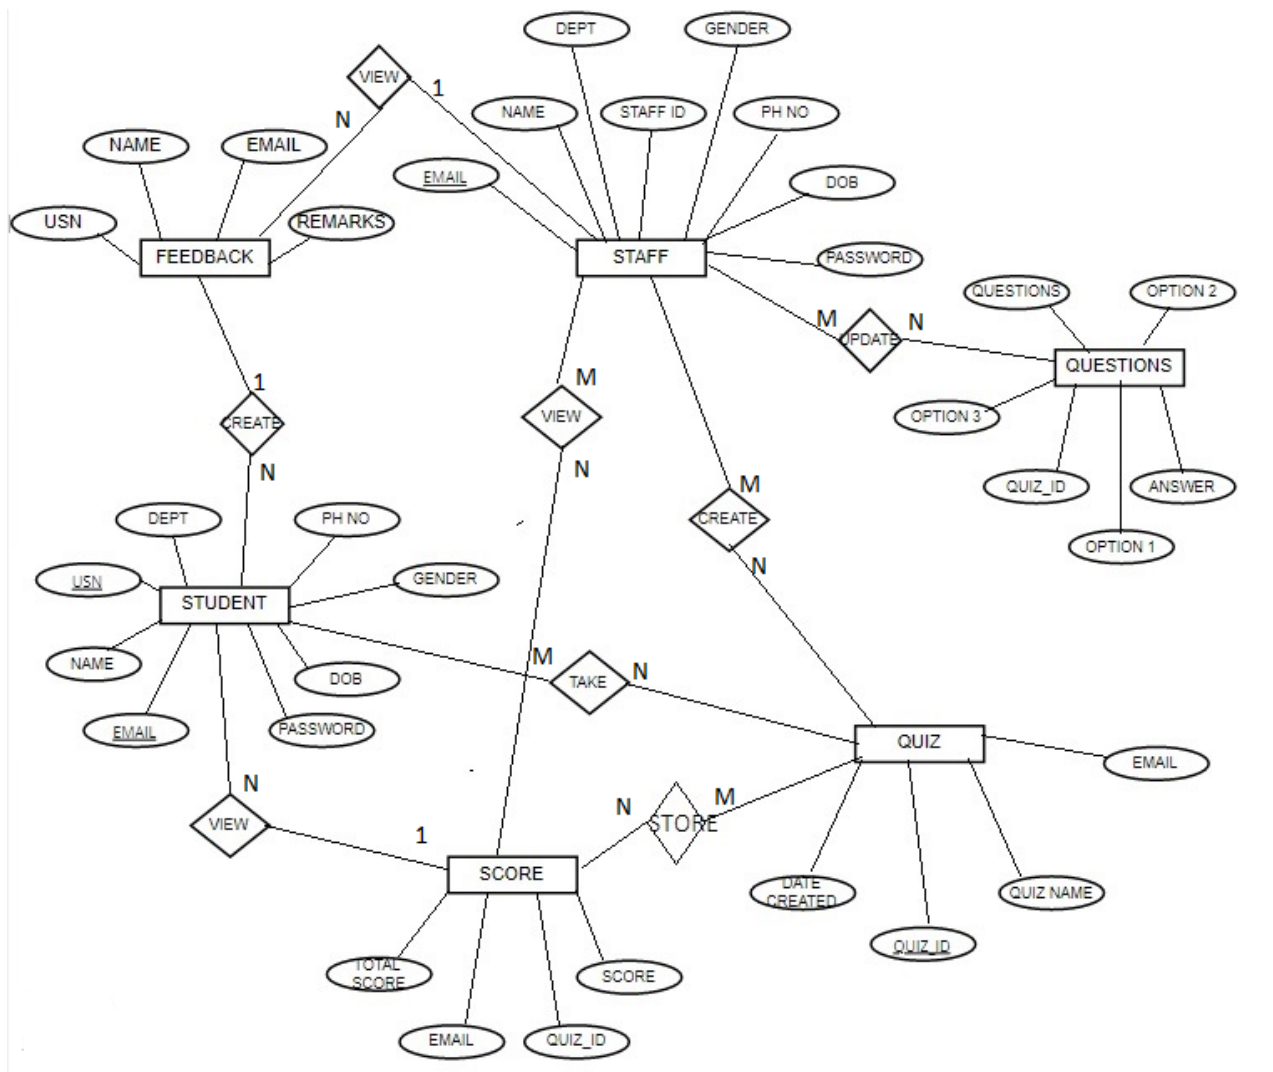 DEPT
GENDER
VIEW
1
N
NAME
STAFF ID
PH NO
NAME
EMAIL
EMAIL
DOB
USN
REMARKS
FEEDBACK
STAFF
PASSWORD
QUESTIONS
OPTION 2
M
UPDATE
N
QUESTIONS
1
M
CREATE
VIEW
OPTION 3
N
N
M
QUIZ_ID
ANSWER
DEPT
PH NO
CREATE
OPTION 1
N
USN
GENDER
STUDENT
NAME
M
N
DOB
TAKE
EMAIL
PASSWORD
QUIZ
EMAIL
N
VIEW
1
N
STORE
M
SCORE
DATE
CREATED
QUIZ NAME
QUIZ_ID
TOTAL
SCORE
SCORE
EMAIL
QUIZ_ID